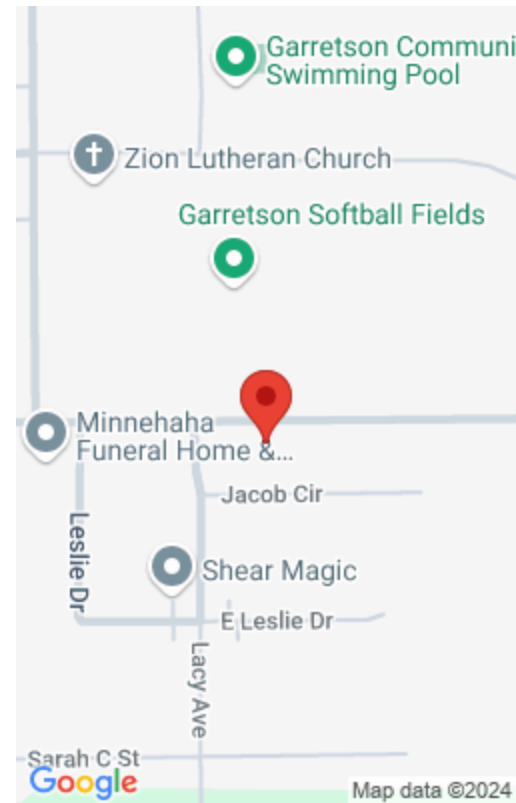 Garretson Communi
Swimming Pool
Zion Lutheran Church
Garretson Softball Fields
Minnehaha
Funeral Home &...
Jacob Cir
Leslie Dr
Shear Magic
E Leslie Dr
Lacy Ave
Sarah C St
Google
Map data ©2024